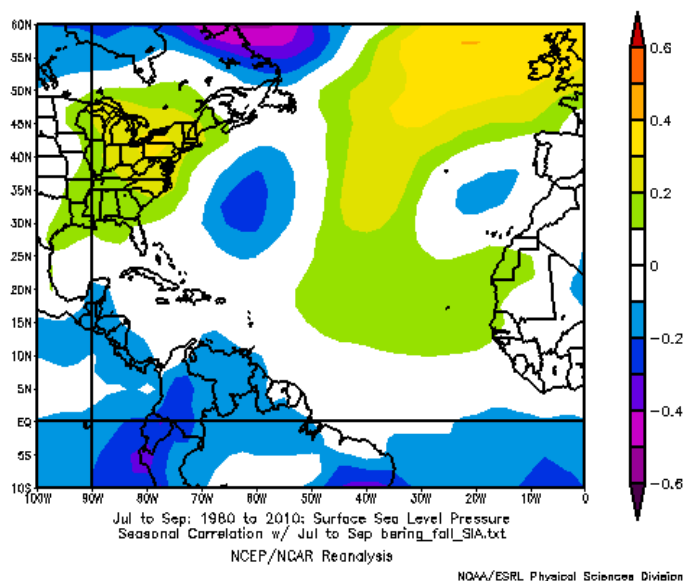 60N
55N
50N
45N
40N
35N
30N
25N
20N
15N
10N
5N
EQ
5S
10S
100W 90W 80W 70W 60W 50W 40W 30W 20W 10W 0
0.6
0.4
0.2
0
-0.2
-0.4
-0.6
Jul to Sep: 1980 to 2010: Surface Sea Level Pressure
Seasonal Correlation w/ Jul to Sep bering_fall_SIA.txt
NCEP/NCAR Reanalysis
NOAA/ESRL Physical Sciences Division